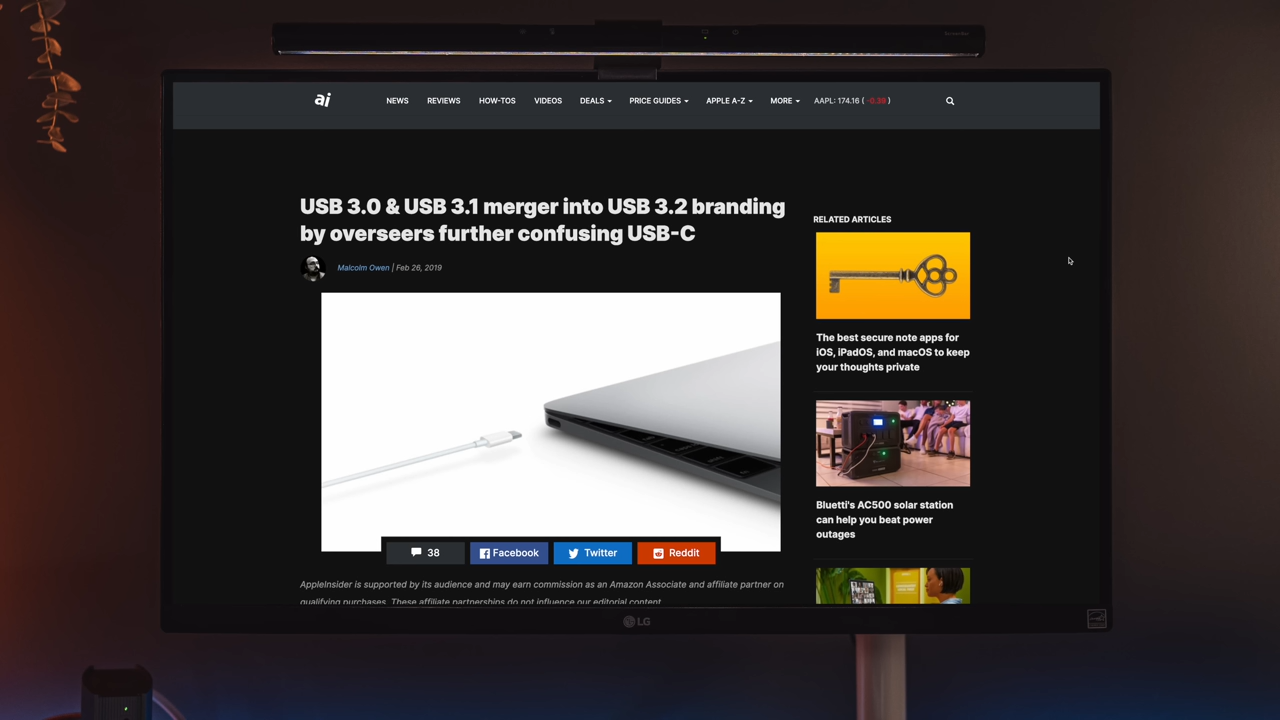 ai
NEWS REVIEWS HOW-TOS VIDEOS DEALS PRICE GUIDES APPLE A-Z MORE AAPL: 174.16 ( -0.39 )
USB 3.0 & USB 3.1 merger into USB 3.2 branding
by overseers further confusing USB-C
Malcolm Owen | Feb 26, 2019
38 Facebook Twitter Reddit
AppleInsider is supported by its audience and may earn commission as an Amazon Associate and affiliate partner on
qualifying purchases. These affiliate partnerships do not influence our editorial content.
RELATED ARTICLES
The best secure note apps for
iOS, iPadOS, and macOS to keep
your thoughts private
Bluetti's AC500 solar station
can help you beat power
outages
LG